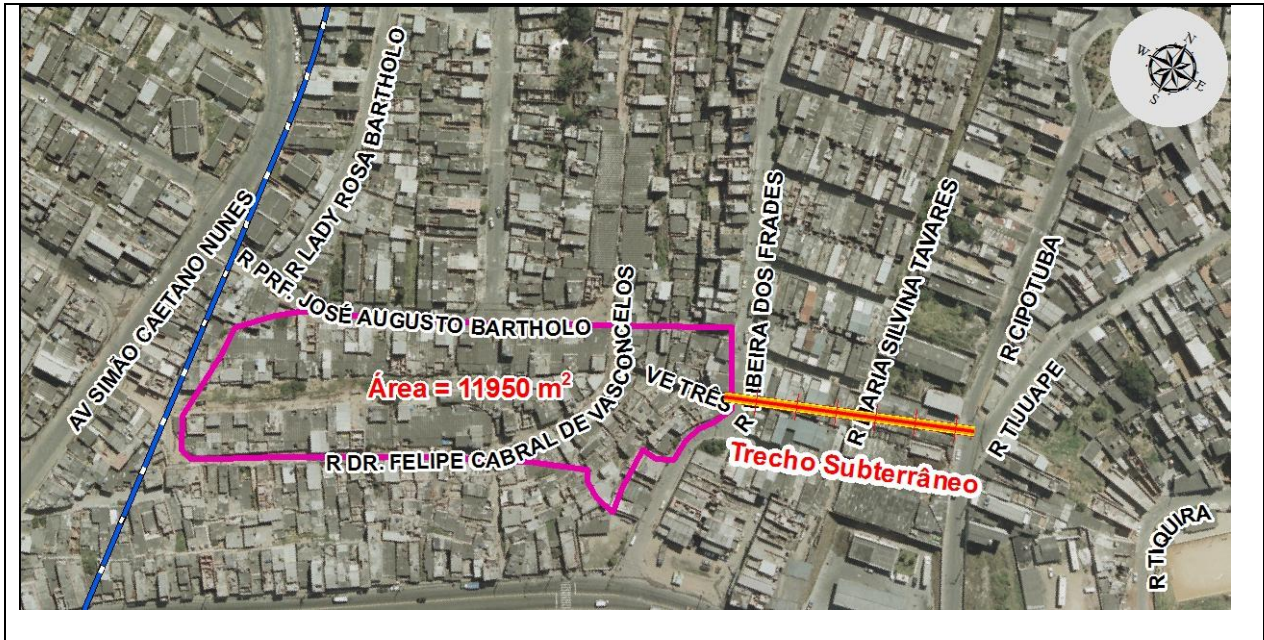 N
W
E
S
R LADY ROSA BARTHOLO
AV SIMÃO CAETANO NUNES
R PRF. JOSÉ AUGUSTO BARTHOLO
R RIBEIRA DOS FRADES
R MARIA SILVINA TAVARES
R CIPOTUBA
VE TRÊS
Área = 11950 m²
R DR. FELIPE CABRAL DE VASCONCELOS
R TIJUAPE
Trecho Subterrâneo
R TIQUIRA